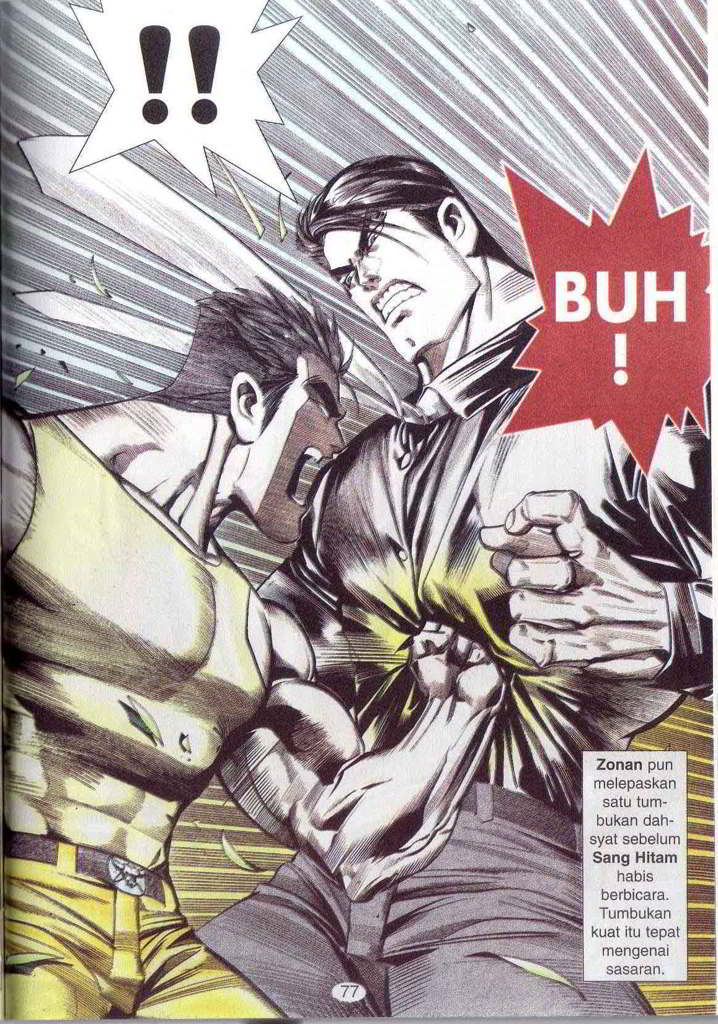 !!
BUH
!
Zonan pun
melepaskan
satu tum-
bukan dah-
syat sebelum
Sang Hitam
habis
berbicara.
Tumbukan
kuat itu tepat
mengenai
sasaran.
77